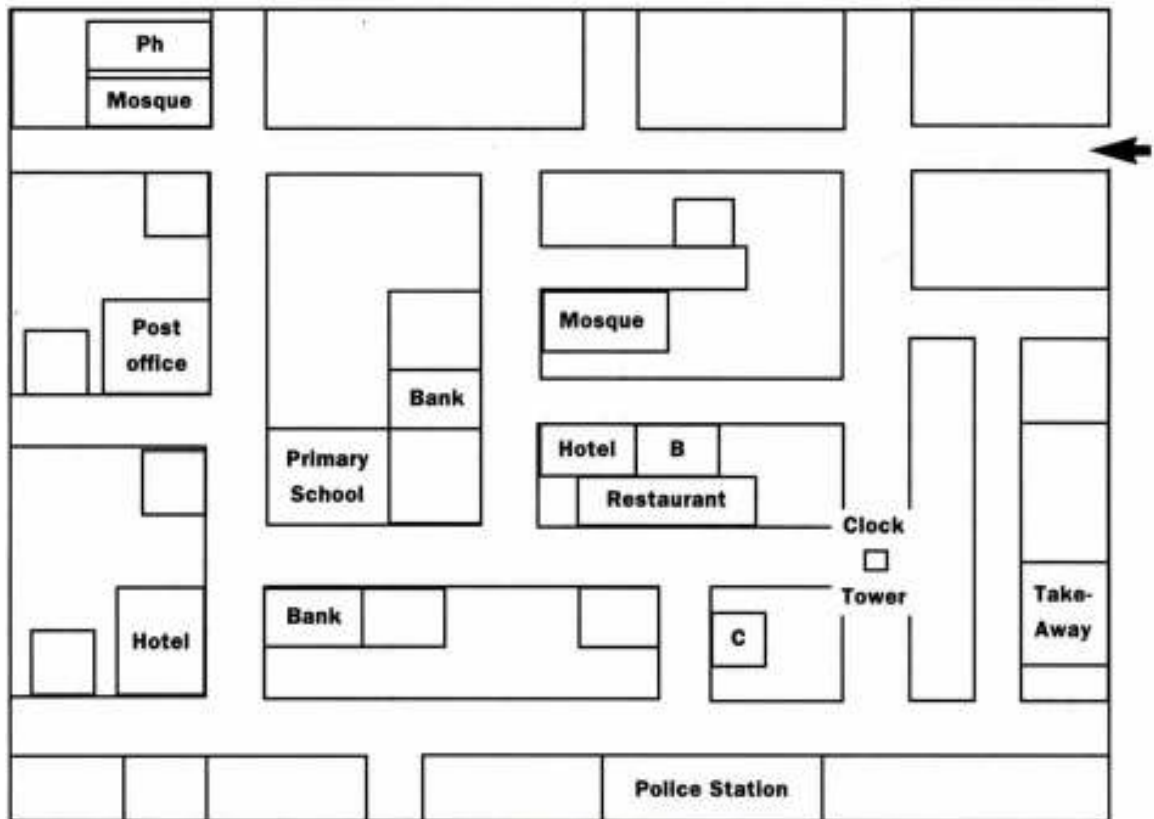 Ph
Mosque
Post
office
Mosque
Bank
Primary
School
Hotel
B
Restaurant
Clock
Tower
Take-
Away
Bank
Hotel
C
Police Station